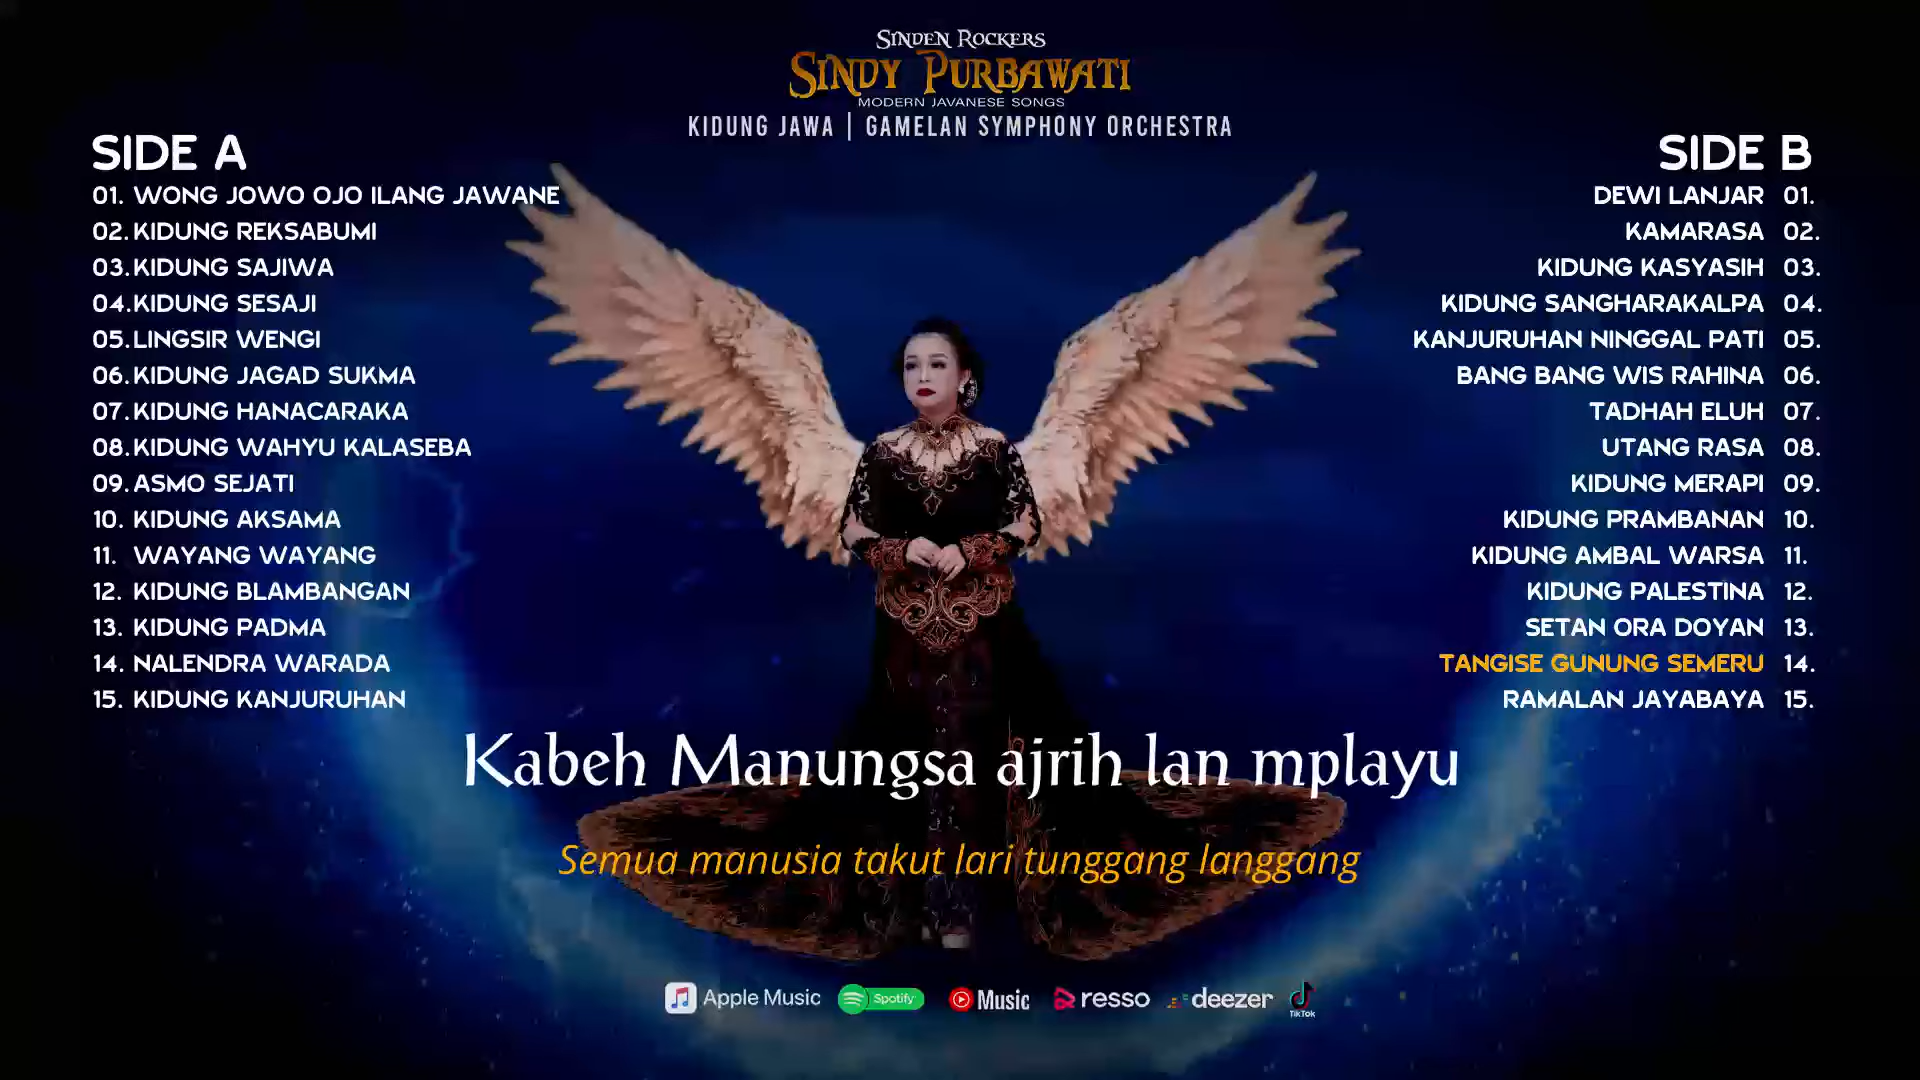 SINDEN ROCKERS
SINDY PURBAWATI
MODERN JAVANESE SONGS
KIDUNG JAWA | GAMELAN SYMPHONY ORCHESTRA
SIDE A
01. WONG JOWO OJO ILANG JAWANE
02. KIDUNG REKSABUMI
03. KIDUNG SAJIWA
04. KIDUNG SESAJI
05. LINGSIR WENGI
06. KIDUNG JAGAD SUKMA
07. KIDUNG HANACARAKA
08. KIDUNG WAHYU KALASEBA
09. ASMO SEJATI
10. KIDUNG AKSAMA
11. WAYANG WAYANG
12. KIDUNG BLAMBANGAN
13. KIDUNG PADMA
14. NALENDRA WARADA
15. KIDUNG KANJURUHAN
SIDE B
DEWI LANJAR 01.
KAMARASA 02.
KIDUNG KASYASIH 03.
KIDUNG SANGHARAKALPA 04.
KANJURUHAN NINGGAL PATI 05.
BANG BANG WIS RAHINA 06.
TADHAH ELUH 07.
UTANG RASA 08.
KIDUNG MERAPI 09.
KIDUNG PRAMBANAN 10.
KIDUNG AMBAL WARSA 11.
KIDUNG PALESTINA 12.
SETAN ORA DOYAN 13.
TANGISE GUNUNG SEMERU 14.
RAMALAN JAYABAYA 15.
Kabeh Manungsa ajrih lan mplayu
Semua manusia takut lari tunggang langgang
Apple Music Spotify Music resso deezer TikTok